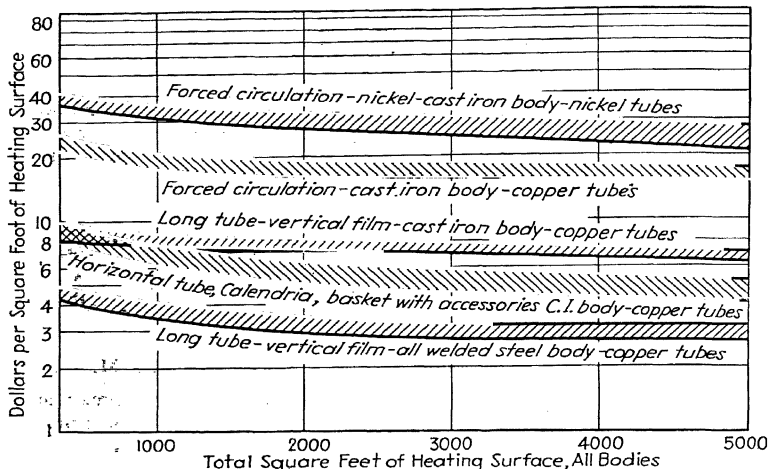 80
60
40
30
20
10
8
6
4
3
2
1
Dollars per Square Foot of Heating Surface
Forced circulation-nickel-cast iron body-nickel tubes
Forced circulation-cast iron body-copper tubes
Long tube-vertical film-cast iron body-copper tubes
Horizontal tube, Calendria, basket with accessories C.I. body-copper tubes
Long tube-vertical film-all welded steel body-copper tubes
1000 2000 3000 4000 5000
Total Square Feet of Heating Surface, All Bodies